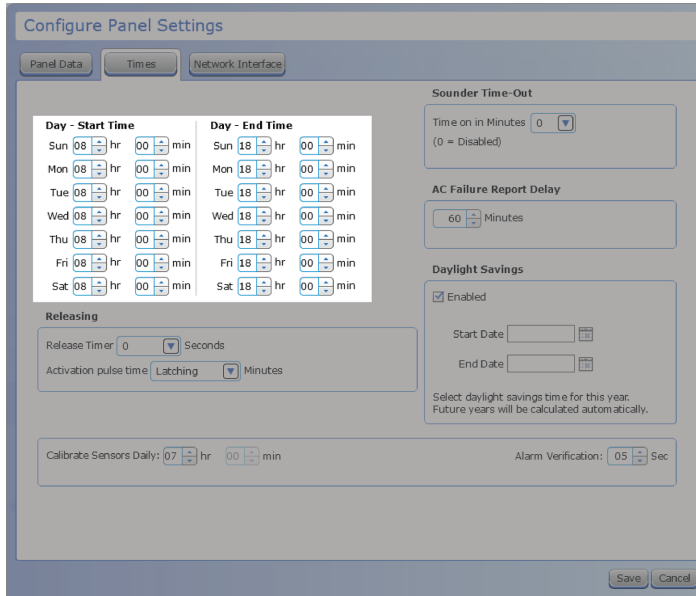 Configure Panel Settings
Panel Data Times Network Interface
Day - Start Time Day - End Time
Sun 08 hr 00 min Sun 18 hr 00 min
Mon 08 hr 00 min Mon 18 hr 00 min
Tue 08 hr 00 min Tue 18 hr 00 min
Wed 08 hr 00 min Wed 18 hr 00 min
Thu 08 hr 00 min Thu 18 hr 00 min
Fri 08 hr 00 min Fri 18 hr 00 min
Sat 08 hr 00 min Sat 18 hr 00 min
Releasing
Release Timer 0 Seconds
Activation pulse time Latching Minutes
Sounder Time-Out
Time on in Minutes 0
(0 = Disabled)
AC Failure Report Delay
60 Minutes
Daylight Savings
Enabled
Start Date
End Date
Select daylight savings time for this year.
Future years will be calculated automatically.
Calibrate Sensors Daily: 07 hr 00 min Alarm Verification: 05 Sec
Save Cancel